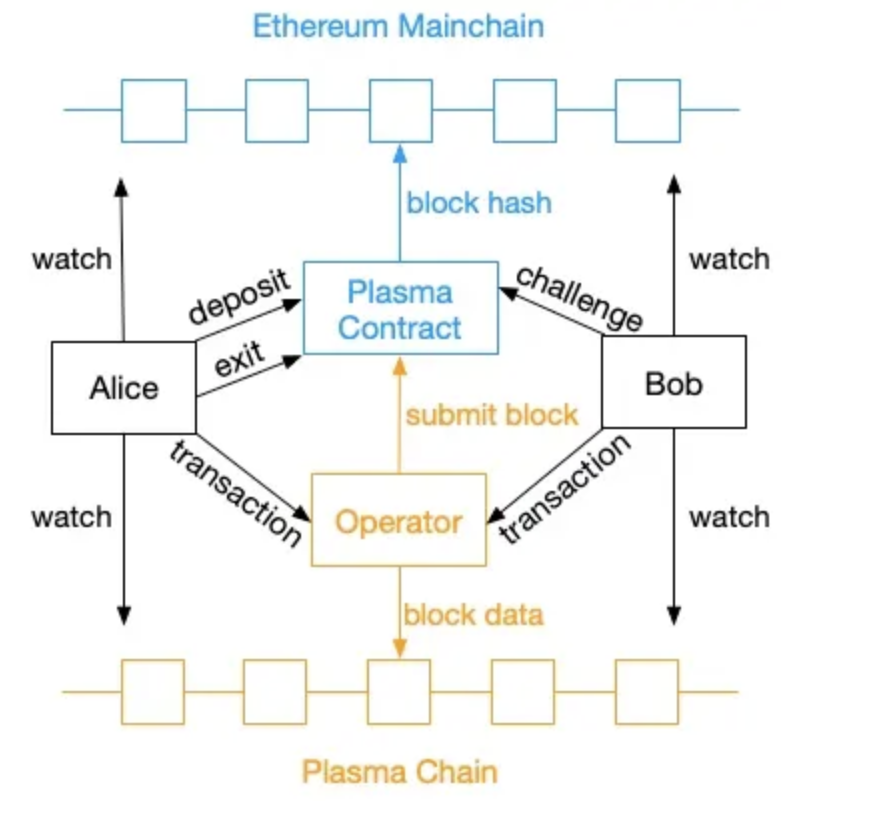 Ethereum Mainchain
block hash
watch
watch
deposit
challenge
Plasma
Contract
exit
Alice
Bob
submit block
transaction
transaction
watch
watch
Operator
block data
Plasma Chain